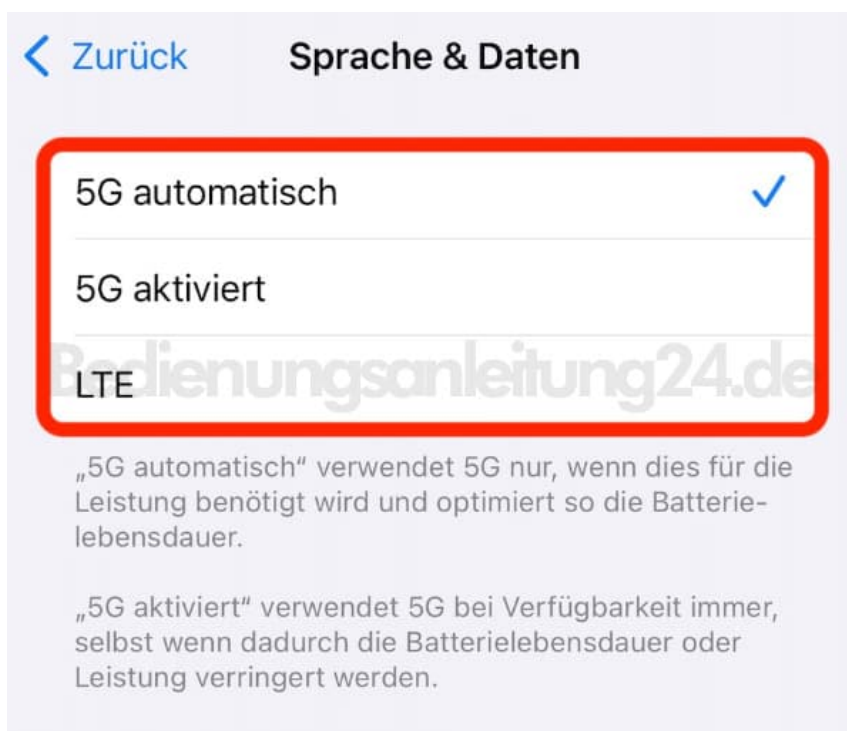 Zurück Sprache & Daten
5G automatisch
5G aktiviert
Bedienungsanleitung24.de
LTE
„5G automatisch“ verwendet 5G nur, wenn dies für die
Leistung benötigt wird und optimiert so die Batterie-
lebensdauer.
„5G aktiviert“ verwendet 5G bei Verfügbarkeit immer,
selbst wenn dadurch die Batterielebensdauer oder
Leistung verringert werden.